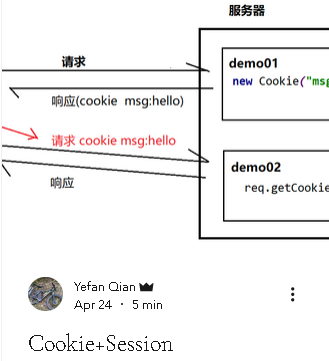 服务器
请求
demo01
new Cookie("msg
响应(cookie msg:hello)
请求 cookie msg:hello
demo02
req.getCookie
响应
Yefan Qian
Apr 24 · 5 min
Cookie+Session